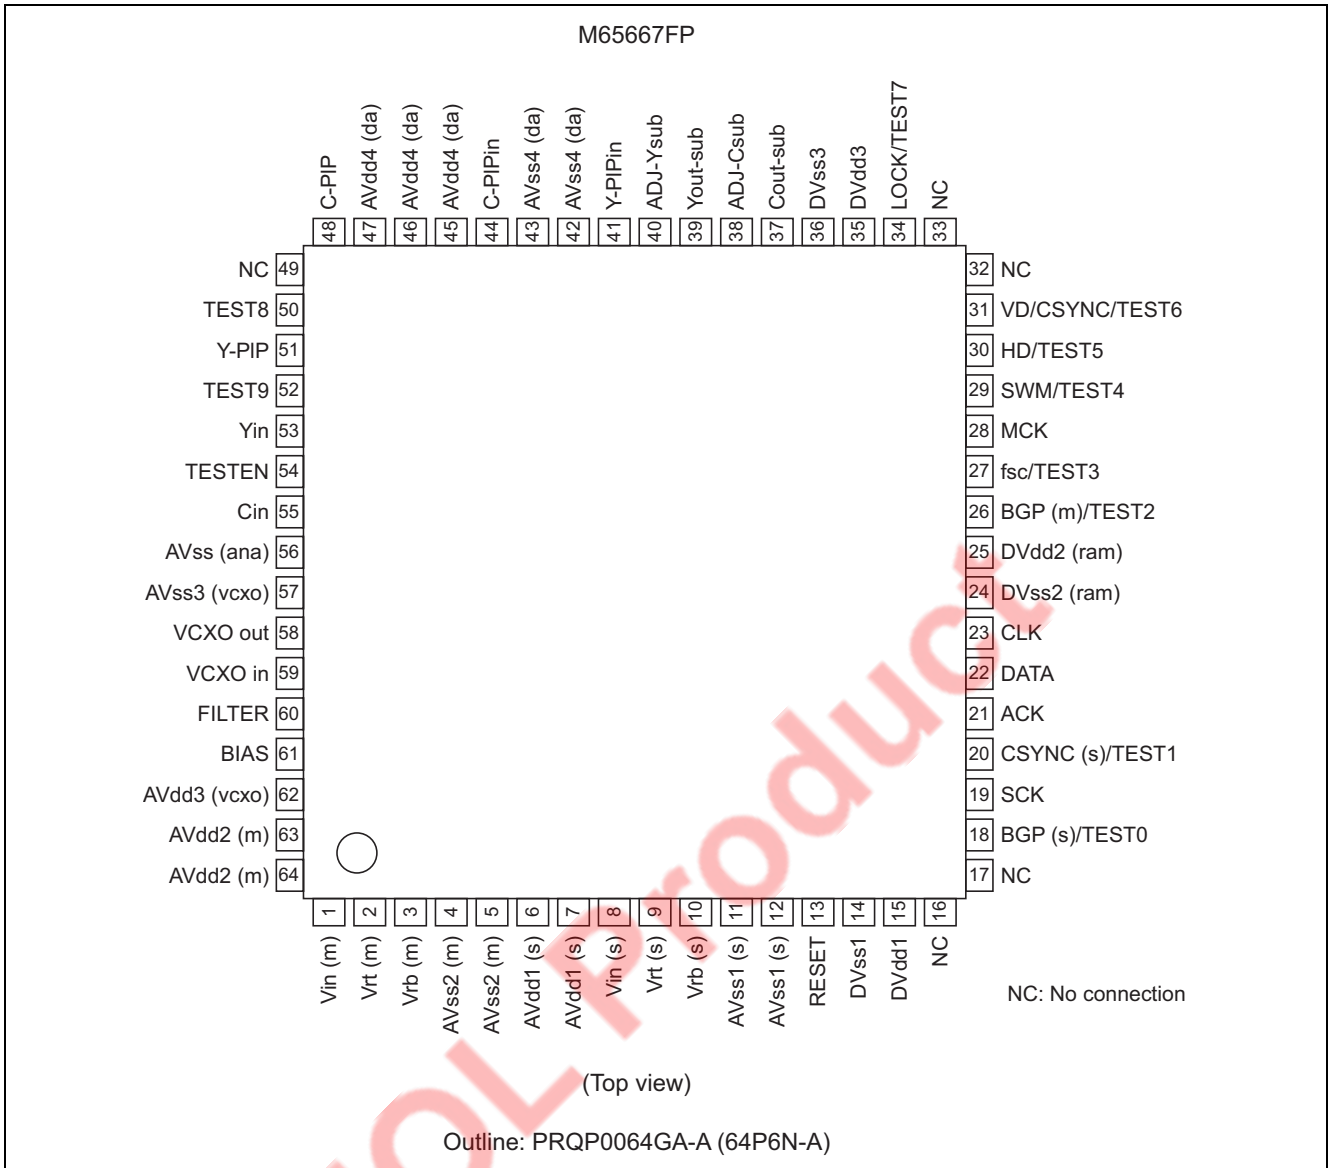 M65667FP
48 C-PIP
47 AVdd4 (da)
46 AVdd4 (da)
45 AVdd4 (da)
44 C-PIPin
43 AVss4 (da)
42 AVss4 (da)
41 Y-PIPin
40 ADJ-Ysub
39 Yout-sub
38 ADJ-Csub
37 Cout-sub
36 DVss3
35 DVdd3
34 LOCK/TEST7
33 NC
NC 49
TEST8 50
Y-PIP 51
TEST9 52
Yin 53
TESTEN 54
Cin 55
AVss (ana) 56
AVss3 (vcxo) 57
VCXO out 58
VCXO in 59
FILTER 60
BIAS 61
AVdd3 (vcxo) 62
AVdd2 (m) 63
AVdd2 (m) 64
32 NC
31 VD/CSYNC/TEST6
30 HD/TEST5
29 SWM/TEST4
28 MCK
27 fsc/TEST3
26 BGP (m)/TEST2
25 DVdd2 (ram)
24 DVss2 (ram)
23 CLK
22 DATA
21 ACK
20 CSYNC (s)/TEST1
19 SCK
18 BGP (s)/TEST0
17 NC
Vin (m) 1
Vrt (m) 2
Vrb (m) 3
AVss2 (m) 4
AVss2 (m) 5
AVdd1 (s) 6
AVdd1 (s) 7
Vin (s) 8
Vrt (s) 9
Vrb (s) 10
AVss1 (s) 11
AVss1 (s) 12
RESET 13
DVss1 14
DVdd1 15
NC 16
NC: No connection
(Top view)
Outline: PRQP0064GA-A (64P6N-A)
OL Product